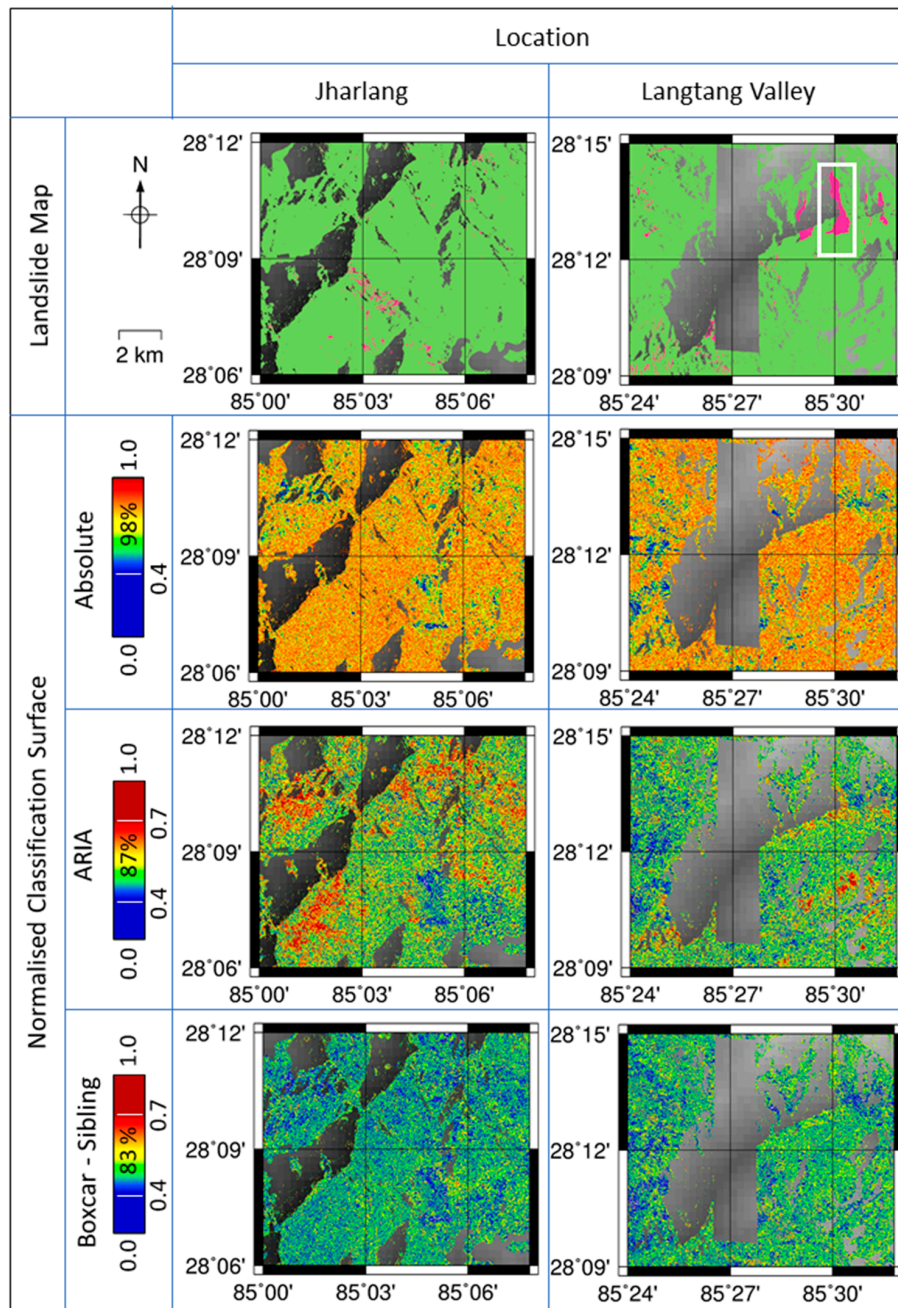 Location
Jharlang
Langtang Valley
Landslide Map
N
2 km
28°12'
28°09'
28°06'
85°00' 85°03' 85°06'
28°15'
28°12'
28°09'
85°24' 85°27' 85°30'
Normalised Classification Surface
Absolute
0.0 0.4 1.0
98%
28°12'
28°09'
28°06'
85°00' 85°03' 85°06'
28°15'
28°12'
28°09'
85°24' 85°27' 85°30'
ARIA
0.0 0.4 0.7 1.0
87%
28°12'
28°09'
28°06'
85°00' 85°03' 85°06'
28°15'
28°12'
28°09'
85°24' 85°27' 85°30'
Boxcar - Sibling
0.0 0.4 0.7 1.0
83 %
28°12'
28°09'
28°06'
85°00' 85°03' 85°06'
28°15'
28°12'
28°09'
85°24' 85°27' 85°30'